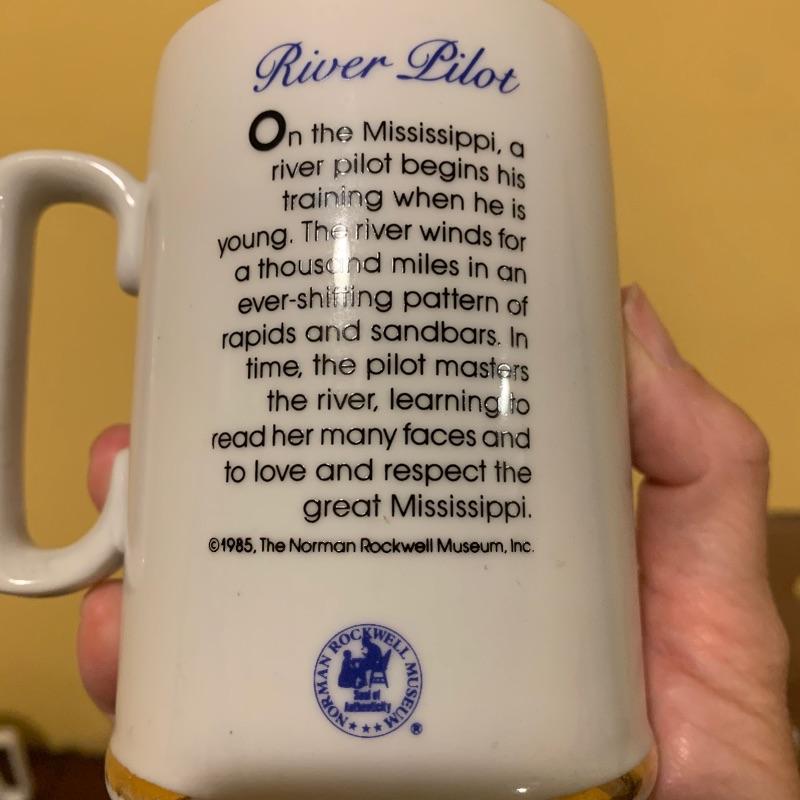 River Pilot
On the Mississippi, a
river pilot begins his
training when he is
young. The river winds for
a thousand miles in an
ever-shifting pattern of
rapids and sandbars. In
time, the pilot masters
the river, learning to
read her many faces and
to love and respect the
great Mississippi.
©1985, The Norman Rockwell Museum, Inc.
NORMAN ROCKWELL MUSEUM
Seal of
Authenticity
®